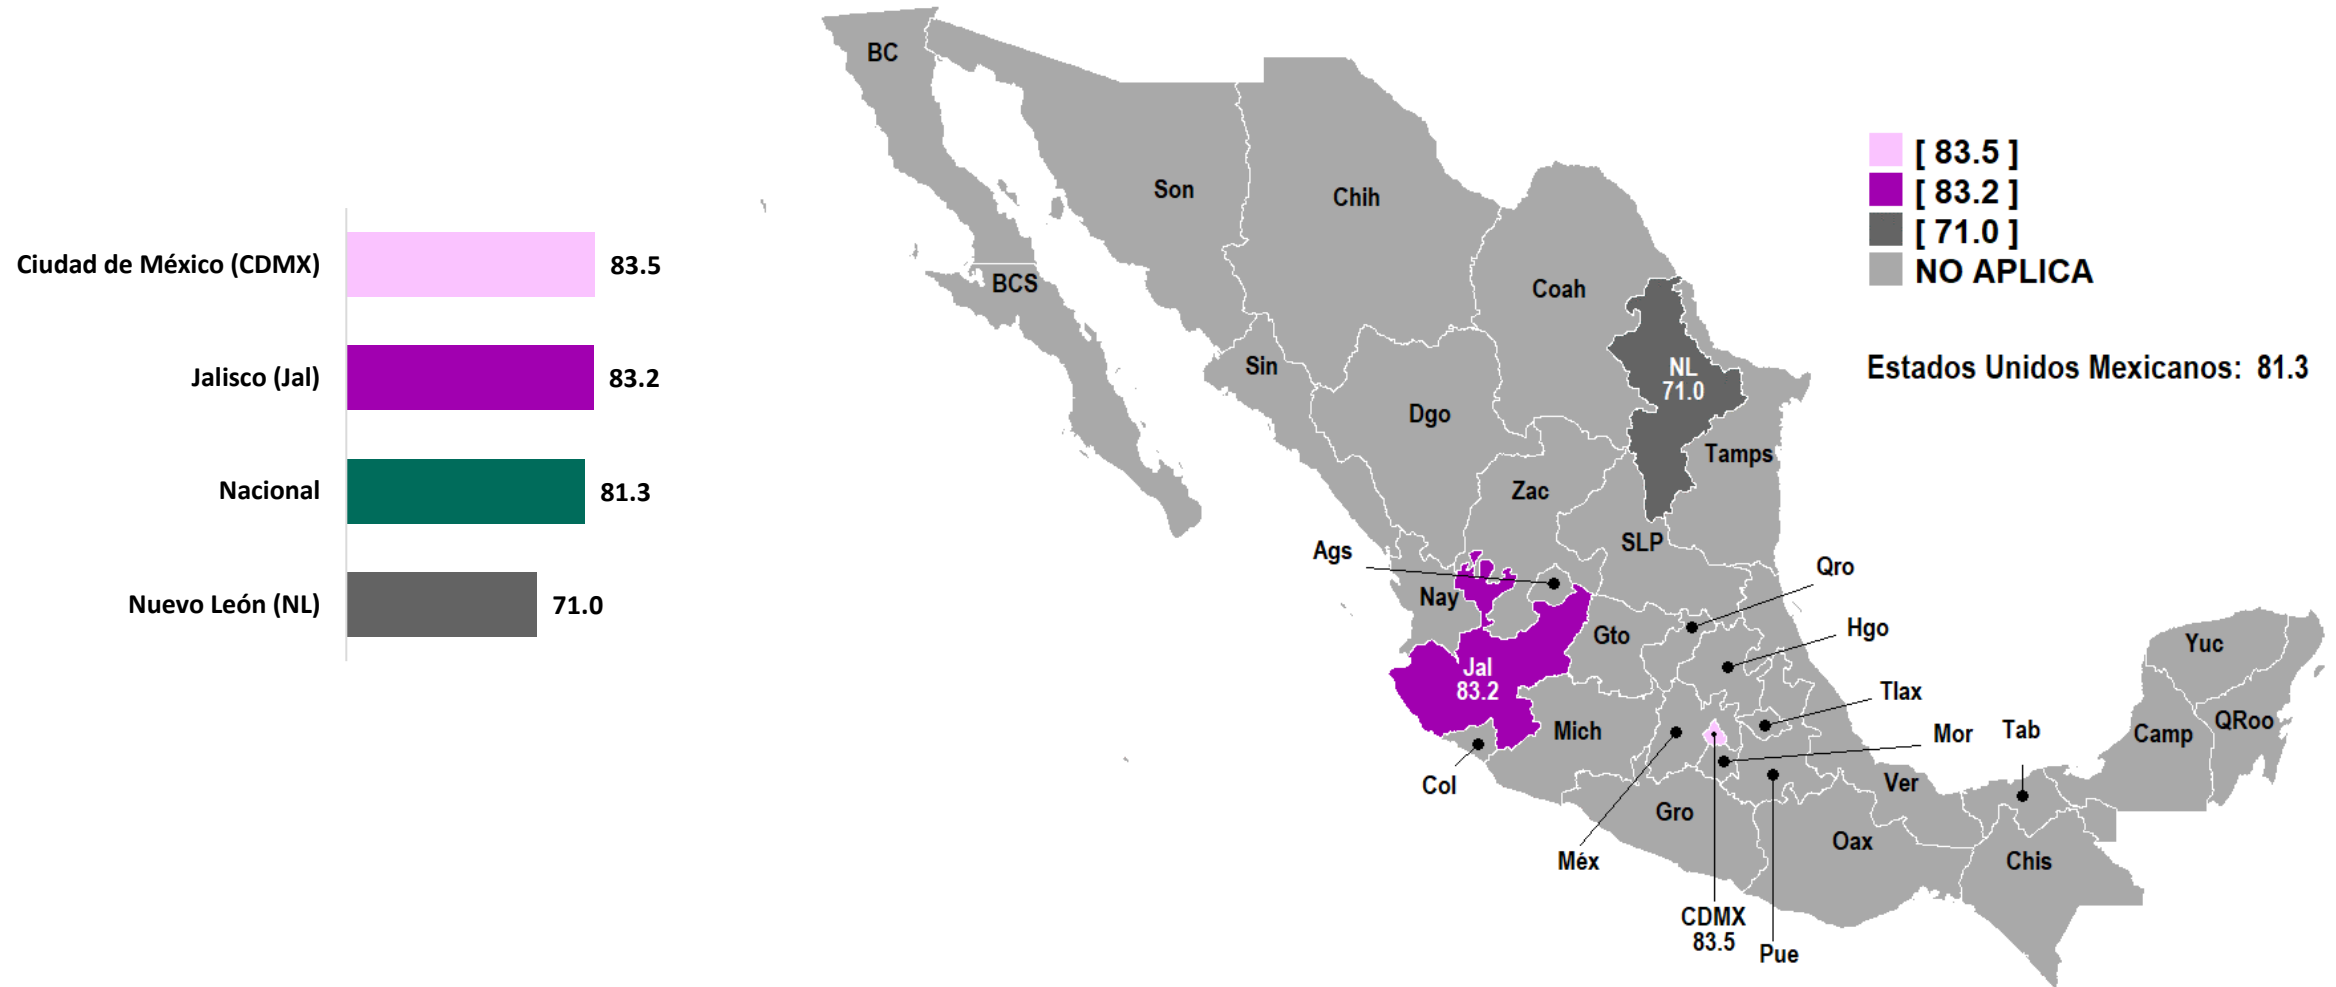 Ciudad de México (CDMX)
83.5
Jalisco (Jal)
83.2
Nacional
81.3
Nuevo León (NL)
71.0
BC
Son
Chih
BCS
Coah
Sin
NL
71.0
Dgo
Tamps
Zac
SLP
Ags
Nay
Qro
Gto
Hgo
Jal
83.2
Tlax
Mich
Mor
Tab
Col
Méx
Gro
Ver
Oax
Chis
Yuc
QRoo
Camp
CDMX
83.5
Pue
[ 83.5 ]
[ 83.2 ]
[ 71.0 ]
NO APLICA
Estados Unidos Mexicanos: 81.3